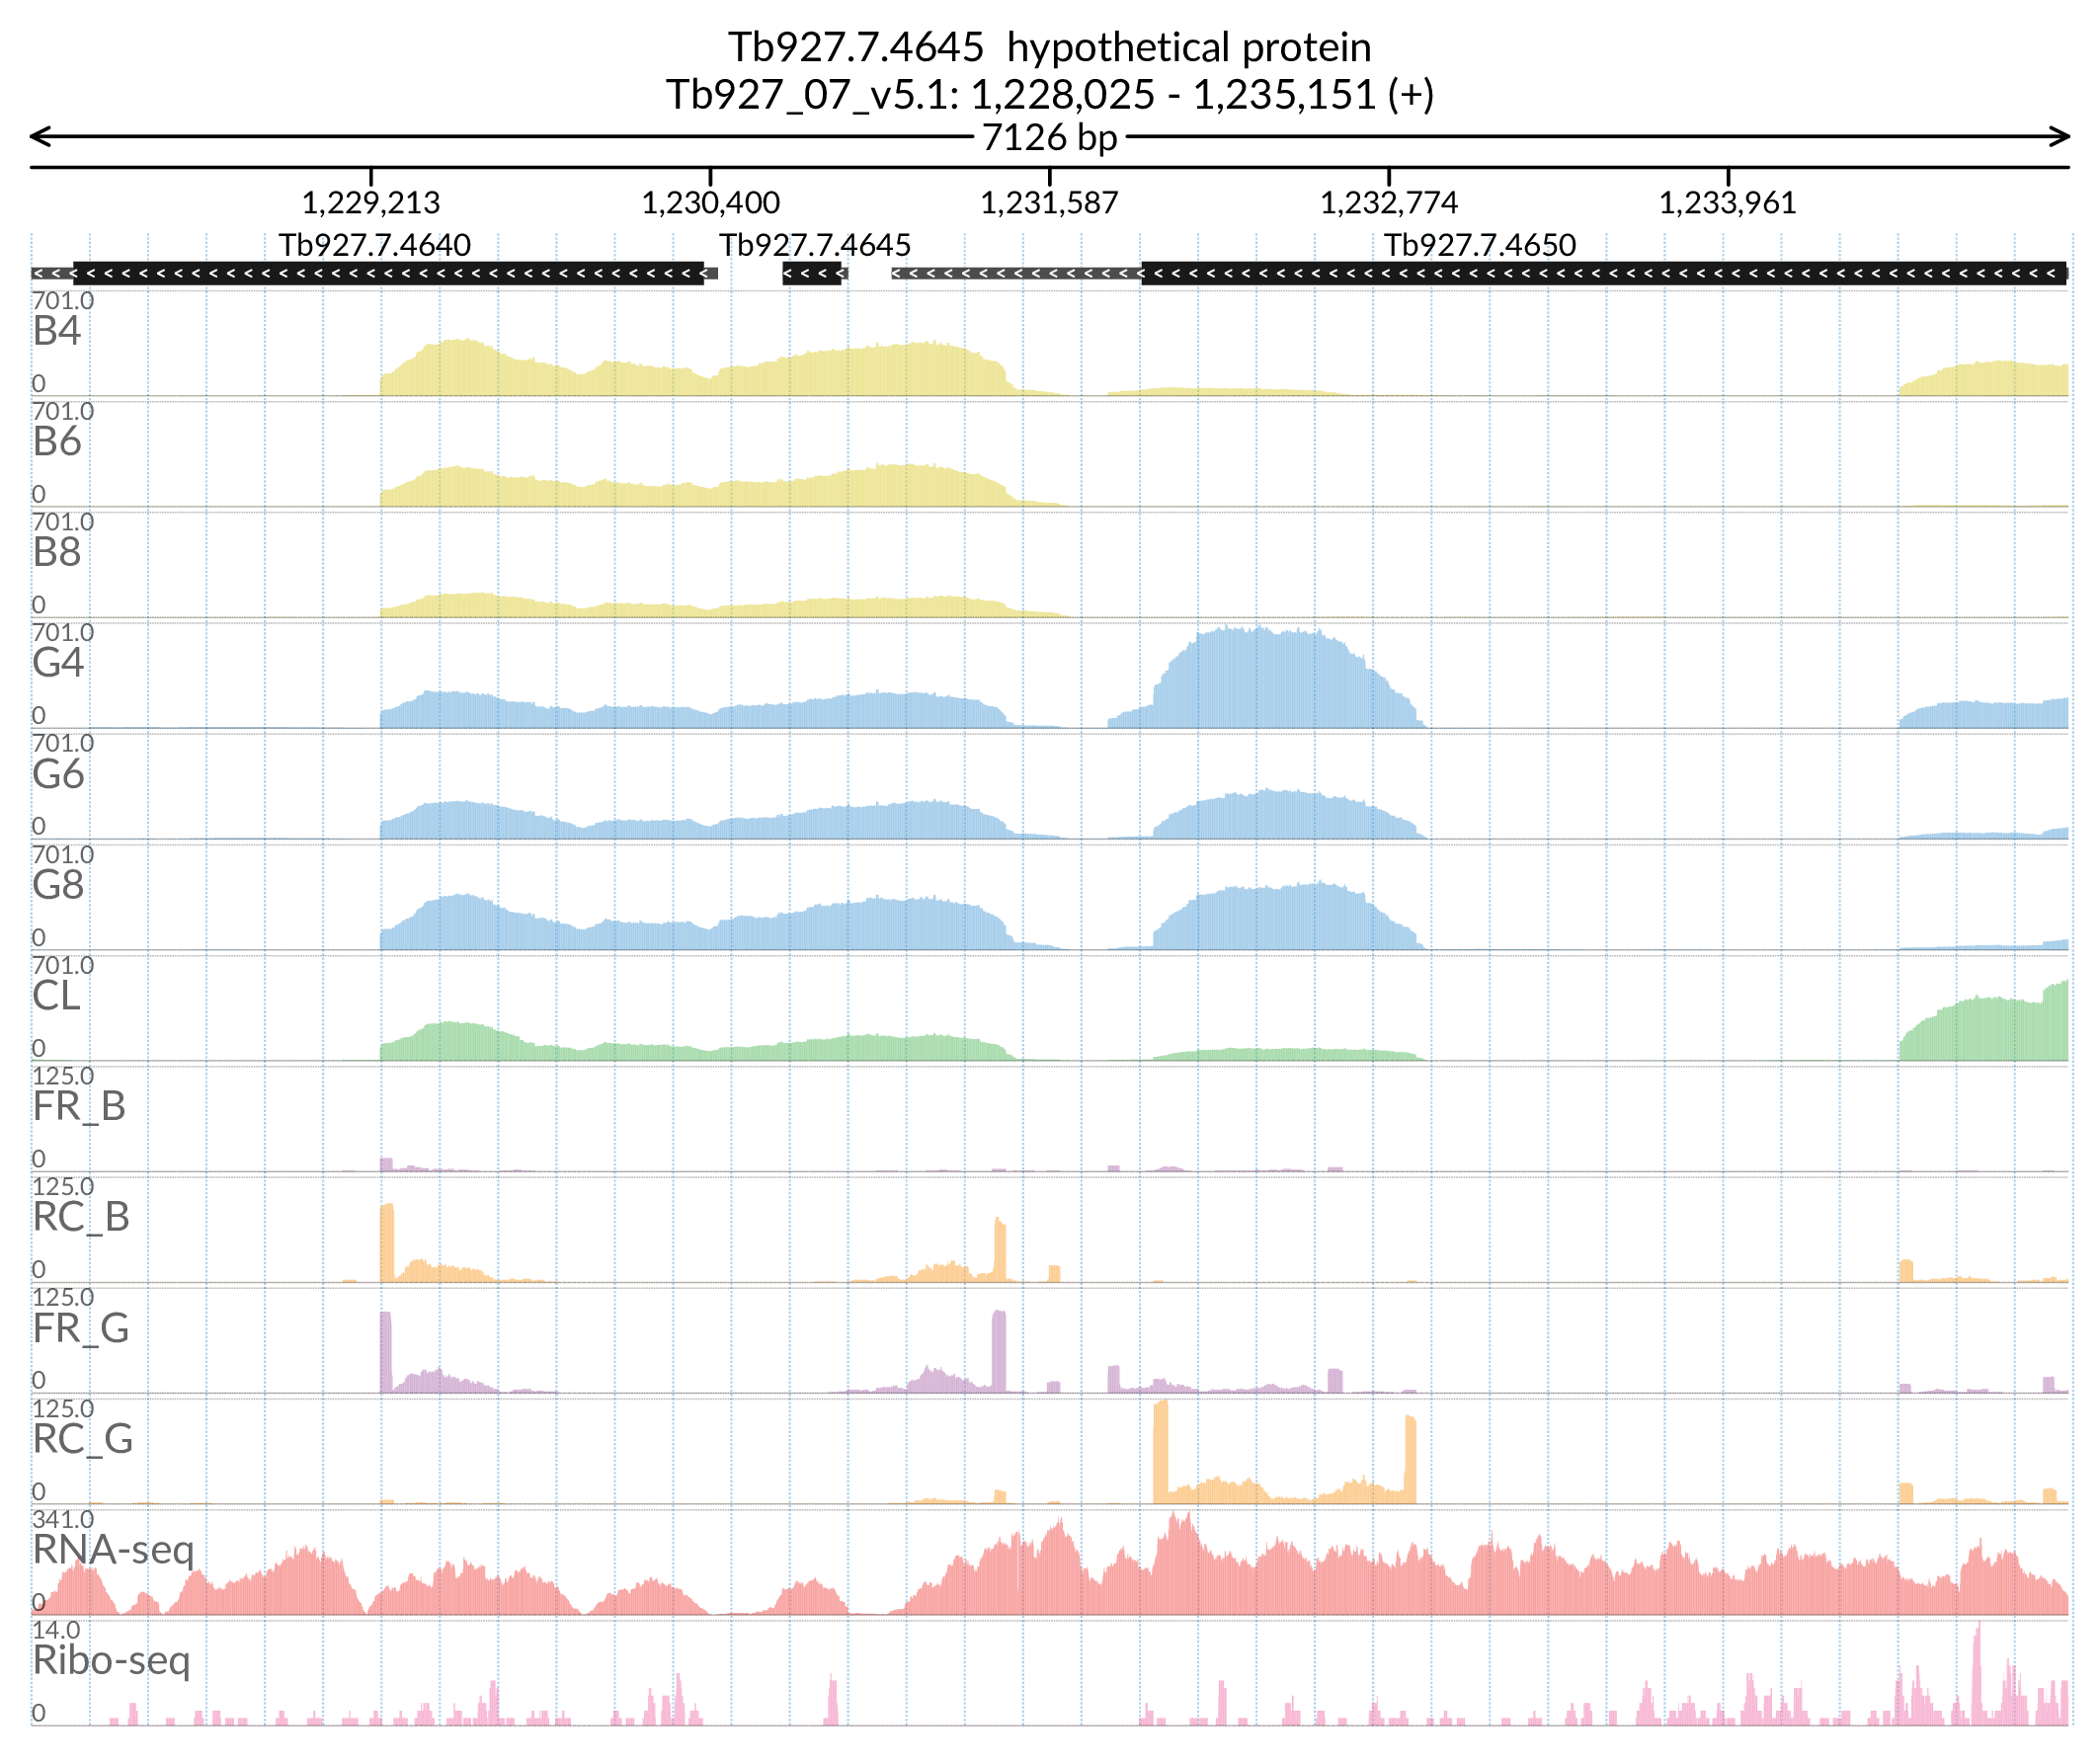 Tb927.7.4645  hypothetical protein
Tb927_07_v5.1: 1,228,025 - 1,235,151 (+)
7126 bp
1,229,213 1,230,400 1,231,587 1,232,774 1,233,961
Tb927.7.4640 Tb927.7.4645 Tb927.7.4650
701.0
B4
0
701.0
B6
0
701.0
B8
0
701.0
G4
0
701.0
G6
0
701.0
G8
0
701.0
CL
0
125.0
FR_B
0
125.0
RC_B
0
125.0
FR_G
0
125.0
RC_G
0
341.0
RNA-seq
0
14.0
Ribo-seq
0